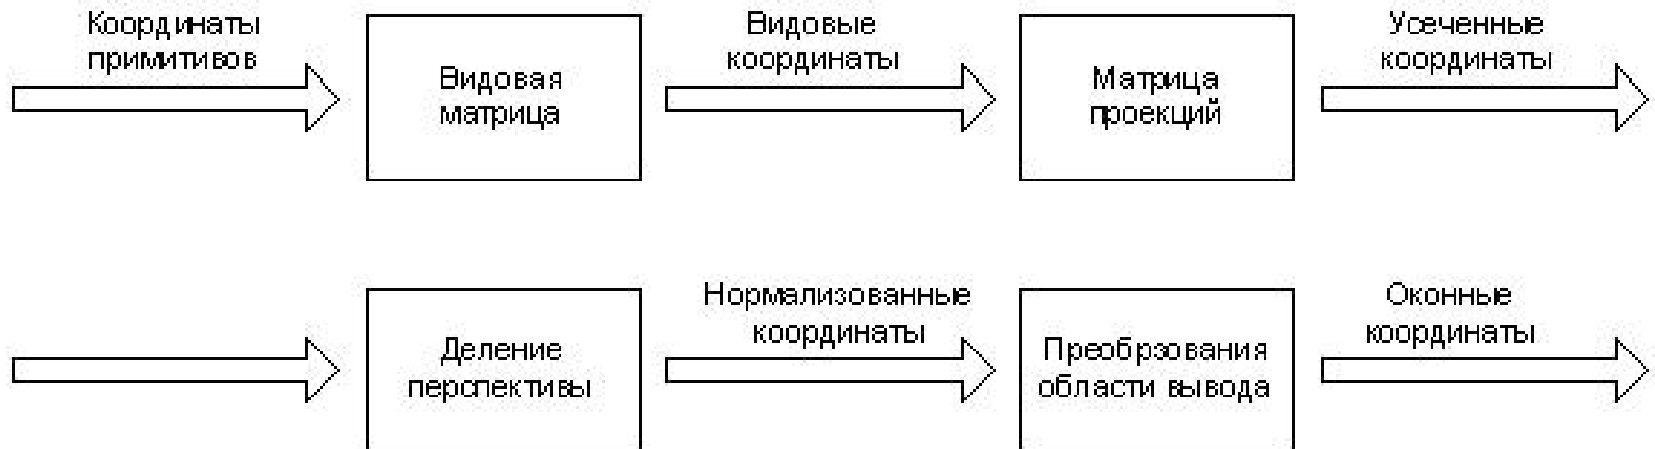 Координаты
примитивов
Видовая
матрица
Видовые
координаты
Матрица
проекций
Усеченные
координаты
Деление
перспективы
Нормализованные
координаты
Преобрзования
области вывода
Оконные
координаты